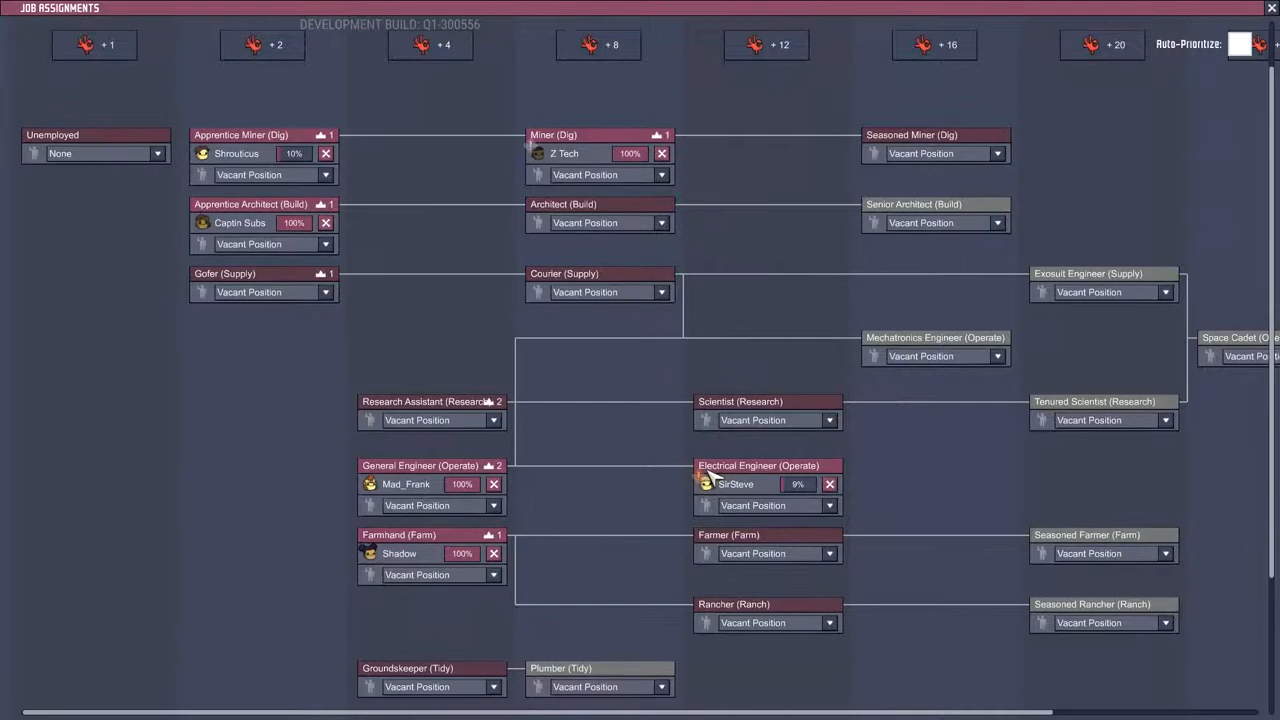 JOB ASSIGNMENTS
DEVELOPMENT BUILD: Q1-300556
+ 1
+ 2
+ 4
+ 8
+ 12
+ 16
+ 20
Auto-Prioritize:
Unemployed
None
Apprentice Miner (Dig) 1
Shrouticus 10%
Vacant Position
Miner (Dig) 1
Z Tech 100%
Vacant Position
Seasoned Miner (Dig)
Vacant Position
Apprentice Architect (Build) 1
Captin Subs 100%
Vacant Position
Architect (Build)
Vacant Position
Senior Architect (Build)
Vacant Position
Gofer (Supply) 1
Vacant Position
Courier (Supply)
Vacant Position
Exosuit Engineer (Supply)
Vacant Position
Mechatronics Engineer (Operate)
Vacant Position
Space Cadet
Vacant
Research Assistant 2
Vacant Position
Scientist (Research)
Vacant Position
Tenured Scientist (Research)
Vacant Position
General Engineer (Operate) 2
Mad_Frank 100%
Vacant Position
Electrical Engineer (Operate)
SirSteve 9%
Vacant Position
Farmhand (Farm) 1
Shadow 100%
Vacant Position
Farmer (Farm)
Vacant Position
Seasoned Farmer (Farm)
Vacant Position
Rancher (Ranch)
Vacant Position
Seasoned Rancher (Ranch)
Vacant Position
Groundskeeper (Tidy)
Vacant Position
Plumber (Tidy)
Vacant Position